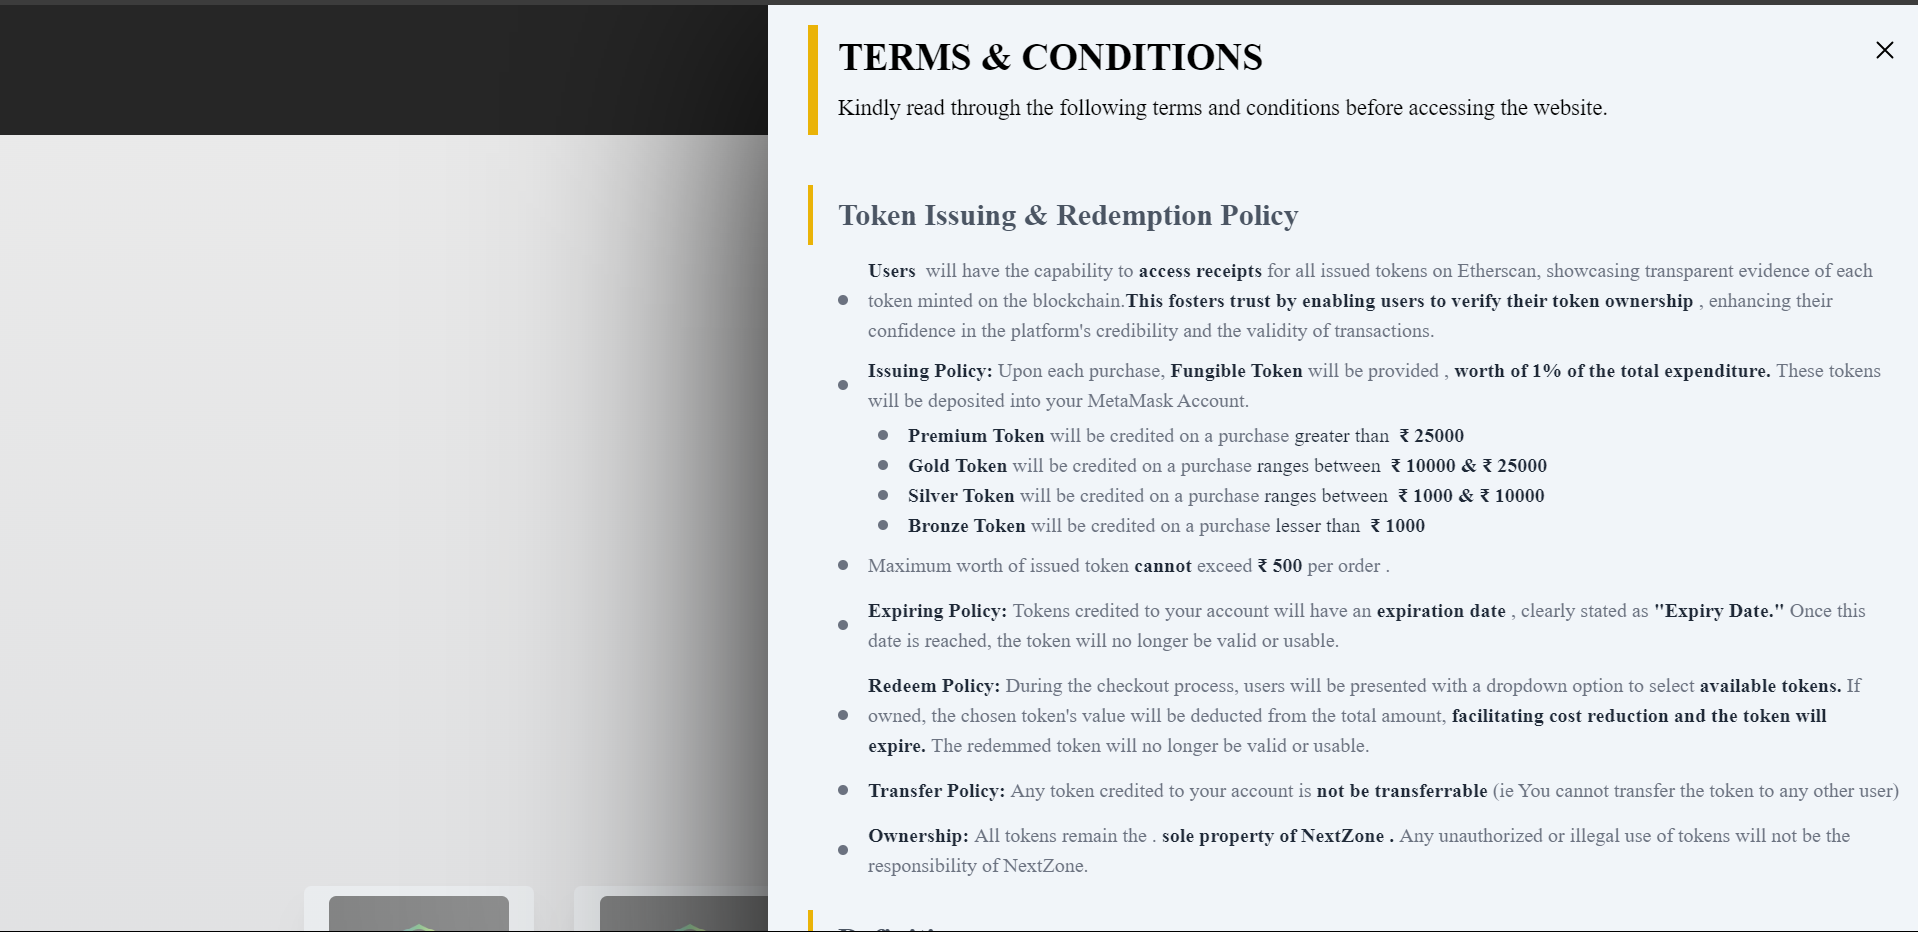 TERMS & CONDITIONS
Kindly read through the following terms and conditions before accessing the website.
Token Issuing & Redemption Policy
Users will have the capability to access receipts for all issued tokens on Etherscan, showcasing transparent evidence of each
token minted on the blockchain.This fosters trust by enabling users to verify their token ownership , enhancing their
confidence in the platform's credibility and the validity of transactions.
Issuing Policy: Upon each purchase, Fungible Token will be provided , worth of 1% of the total expenditure. These tokens
will be deposited into your MetaMask Account.
Premium Token will be credited on a purchase greater than ₹ 25000
Gold Token will be credited on a purchase ranges between ₹ 10000 & ₹ 25000
Silver Token will be credited on a purchase ranges between ₹ 1000 & ₹ 10000
Bronze Token will be credited on a purchase lesser than ₹ 1000
Maximum worth of issued token cannot exceed ₹ 500 per order .
Expiring Policy: Tokens credited to your account will have an expiration date , clearly stated as "Expiry Date." Once this
date is reached, the token will no longer be valid or usable.
Redeem Policy: During the checkout process, users will be presented with a dropdown option to select available tokens. If
owned, the chosen token's value will be deducted from the total amount, facilitating cost reduction and the token will
expire. The redemmed token will no longer be valid or usable.
Transfer Policy: Any token credited to your account is not be transferrable (ie You cannot transfer the token to any other user)
Ownership: All tokens remain the . sole property of NextZone . Any unauthorized or illegal use of tokens will not be the
responsibility of NextZone.